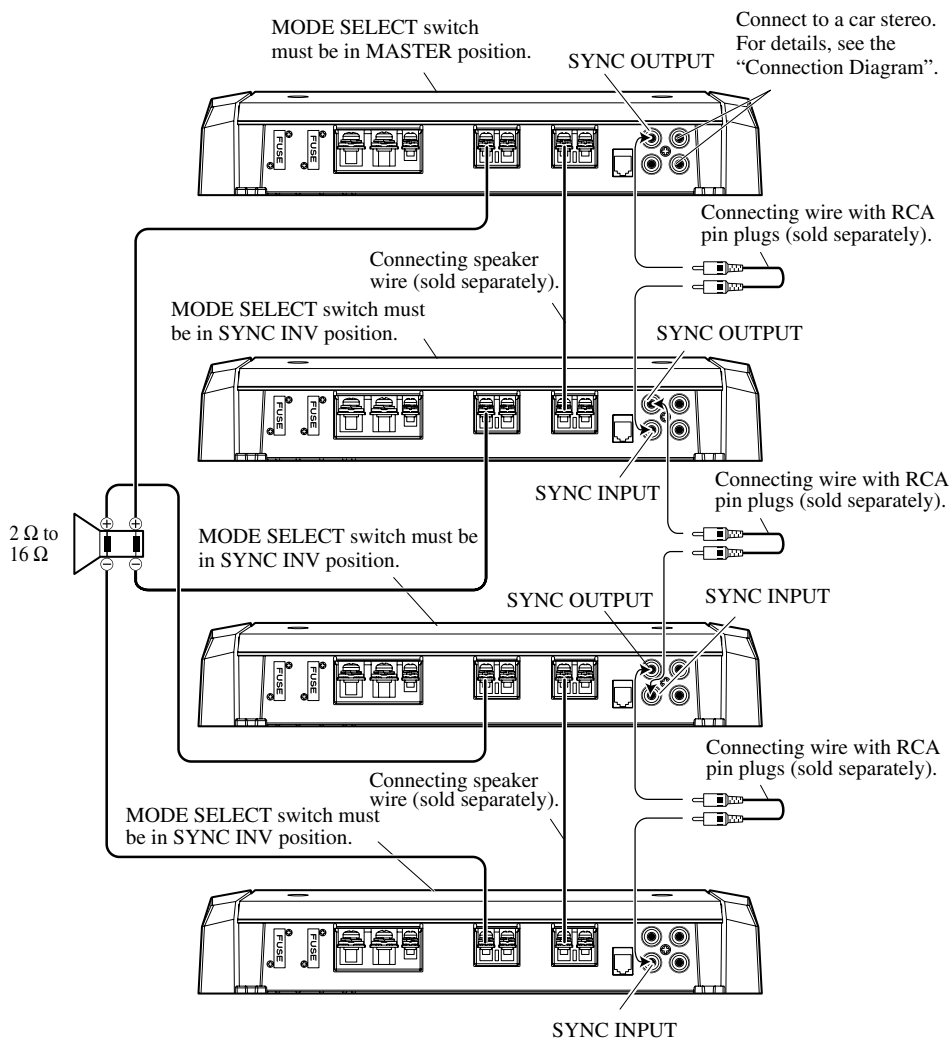 MODE SELECT switch
must be in MASTER position.
SYNC OUTPUT
Connect to a car stereo.
For details, see the
“Connection Diagram”.
FUSE
FUSE
Connecting wire with RCA
pin plugs (sold separately).
Connecting speaker
wire (sold separately).
MODE SELECT switch must
be in SYNC INV position.
SYNC OUTPUT
FUSE
FUSE
SYNC INPUT
Connecting wire with RCA
pin plugs (sold separately).
2 Ω to
16 Ω
+
+
−
−
MODE SELECT switch must be
in SYNC INV position.
SYNC OUTPUT
SYNC INPUT
FUSE
FUSE
Connecting wire with RCA
pin plugs (sold separately).
Connecting speaker
wire (sold separately).
MODE SELECT switch must
be in SYNC INV position.
FUSE
FUSE
SYNC INPUT